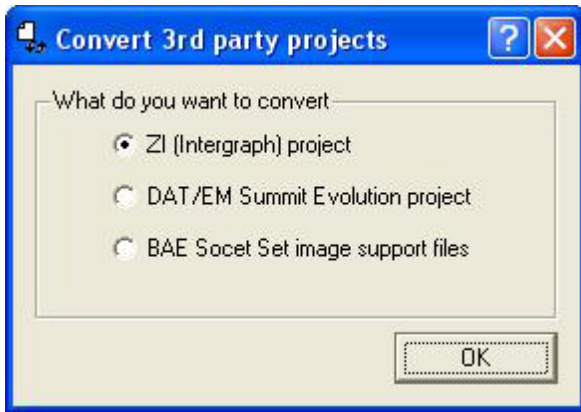 Convert 3rd party projects
What do you want to convert
ZI (Intergraph) project
DAT/EM Summit Evolution project
BAE Socet Set image support files
OK